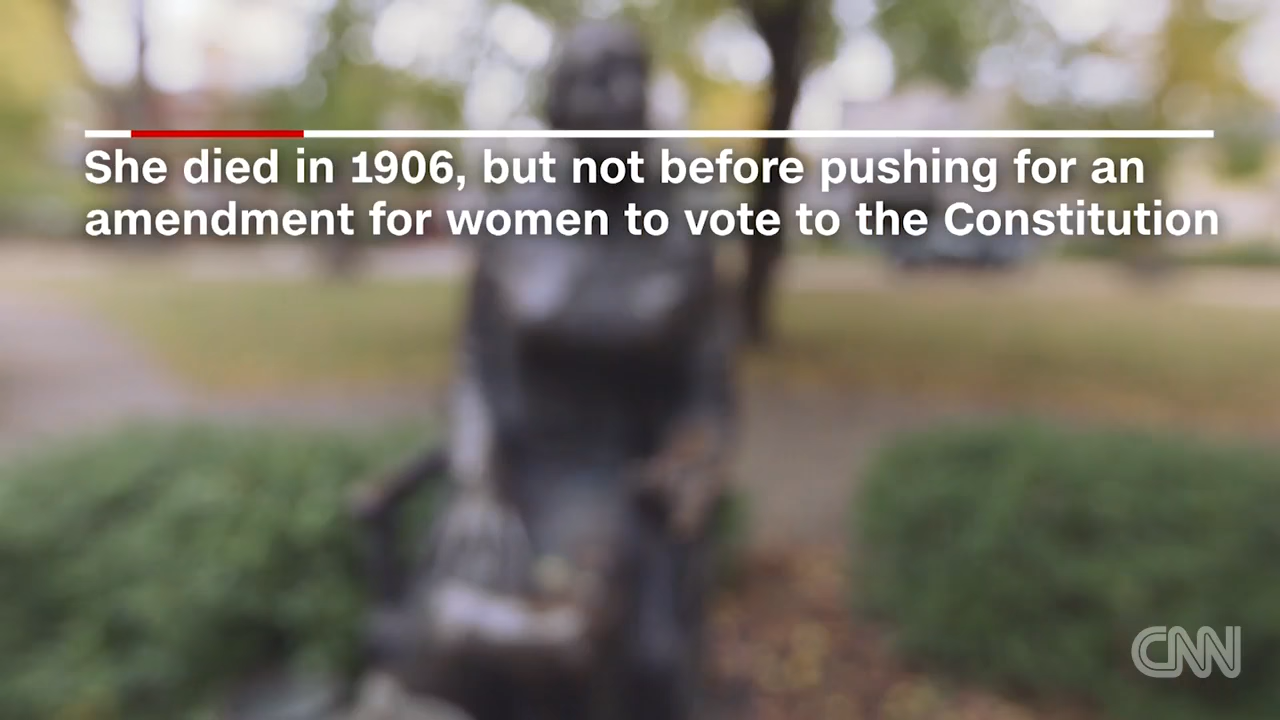 She died in 1906, but not before pushing for an
amendment for women to vote to the Constitution
CNN